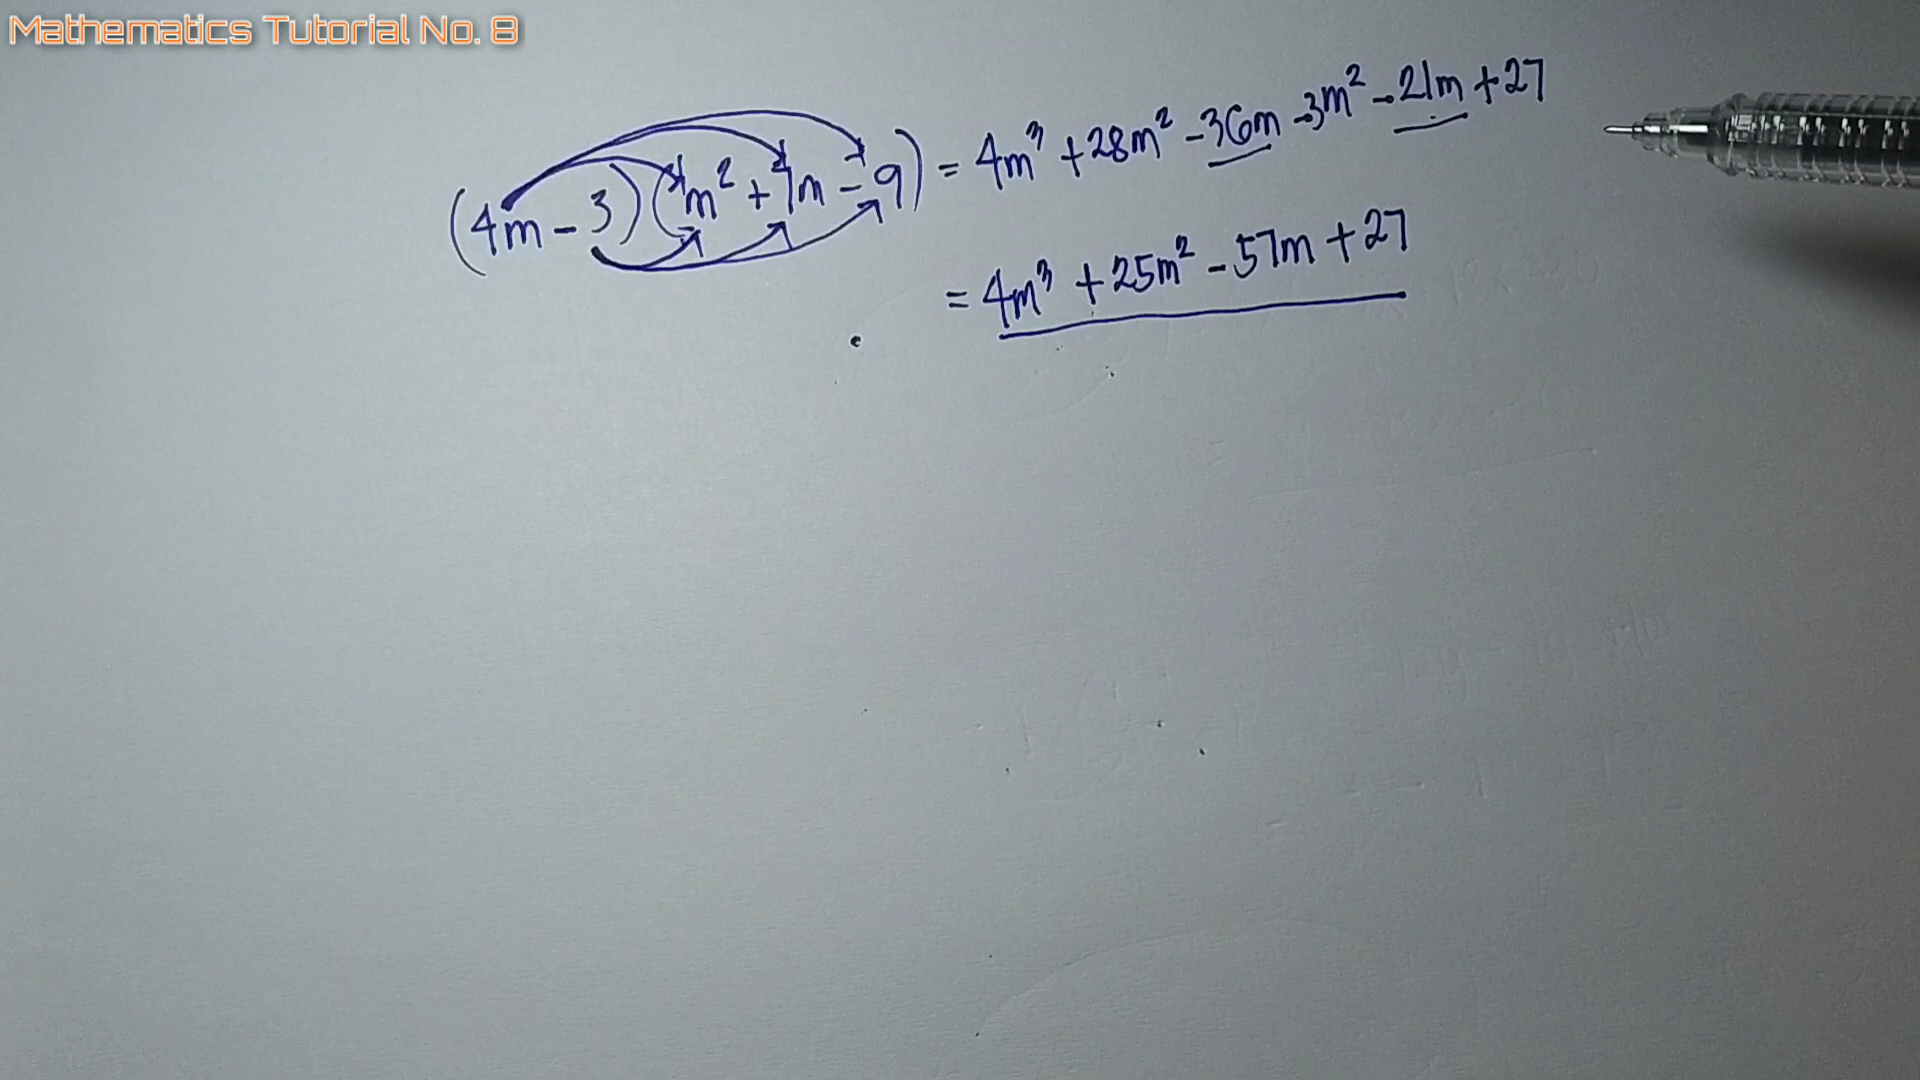 Mathematics Tutorial No. 8
(4m - 3)(m² + 7m - 9) = 4m³ + 28m² - 36m - 3m² - 21m + 27
= 4m³ + 25m² - 57m + 27